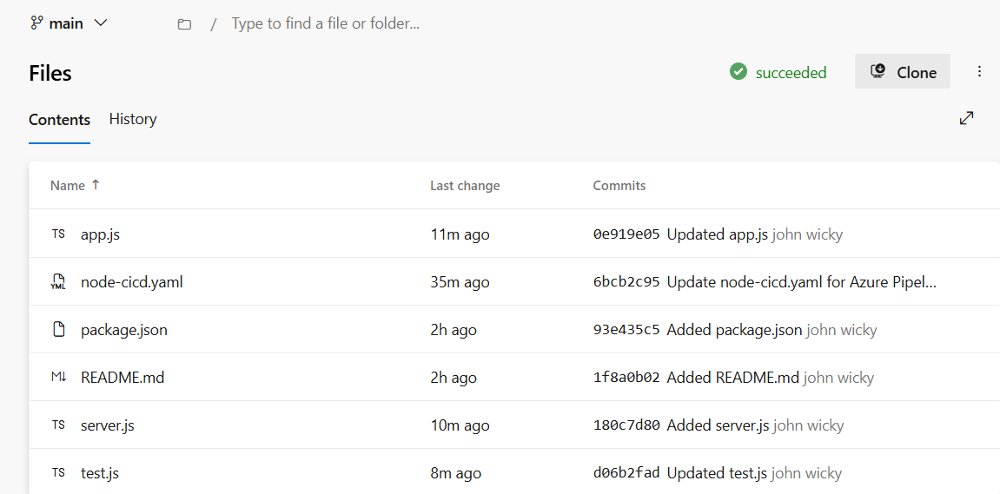 main / Type to find a file or folder...
Files succeeded Clone
Contents History
Name ↑ Last change Commits
TS app.js 11m ago 0e919e05 Updated app.js john wicky
YML node-cicd.yaml 35m ago 6bcb2c95 Update node-cicd.yaml for Azure Pipel...
package.json 2h ago 93e435c5 Added package.json john wicky
M↓ README.md 2h ago 1f8a0b02 Added README.md john wicky
TS server.js 10m ago 180c7d80 Added server.js john wicky
TS test.js 8m ago d06b2fad Updated test.js john wicky